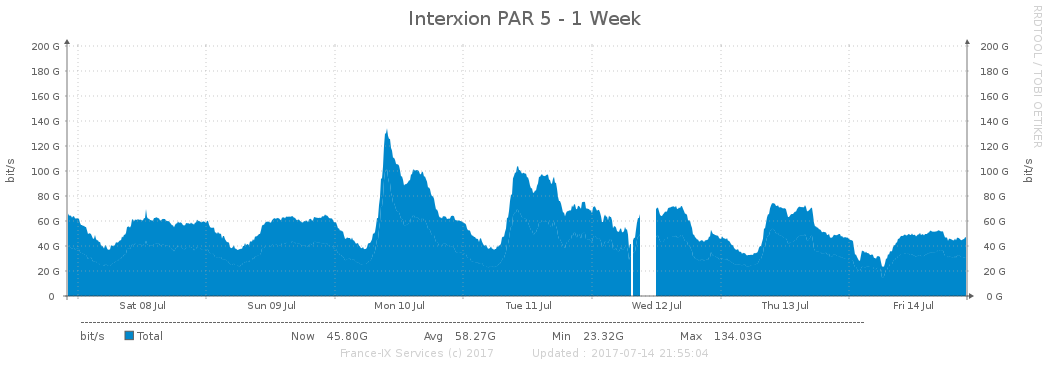 Interxion PAR 5 - 1 Week
RRDTOOL / TOBI OETIKER
bit/s
200 G 200 G
180 G 180 G
160 G 160 G
140 G 140 G
120 G 120 G
100 G 100 G
80 G 80 G
60 G 60 G
40 G 40 G
20 G 20 G
0 0 G
bit/s
Sat 08 Jul Sun 09 Jul Mon 10 Jul Tue 11 Jul Wed 12 Jul Thu 13 Jul Fri 14 Jul
bit/s Total Now 45.80G Avg 58.27G Min 23.32G Max 134.03G
France-IX Services (c) 2017 Updated : 2017-07-14 21:55:04